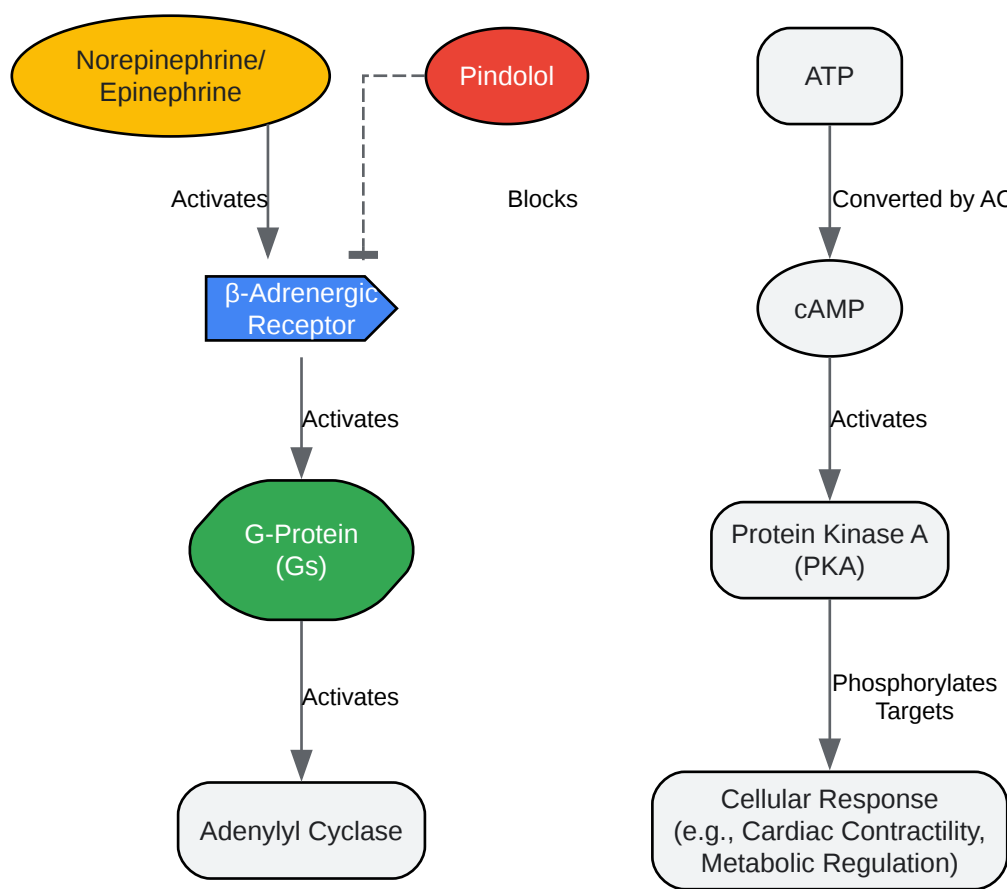 Norepinephrine/
Epinephrine
Pindolol
ATP
Activates
Blocks
Converted by AC
β-Adrenergic
Receptor
cAMP
Activates
Activates
G-Protein
(Gs)
Protein Kinase A
(PKA)
Activates
Phosphorylates
Targets
Adenylyl Cyclase
Cellular Response
(e.g., Cardiac Contractility,
Metabolic Regulation)